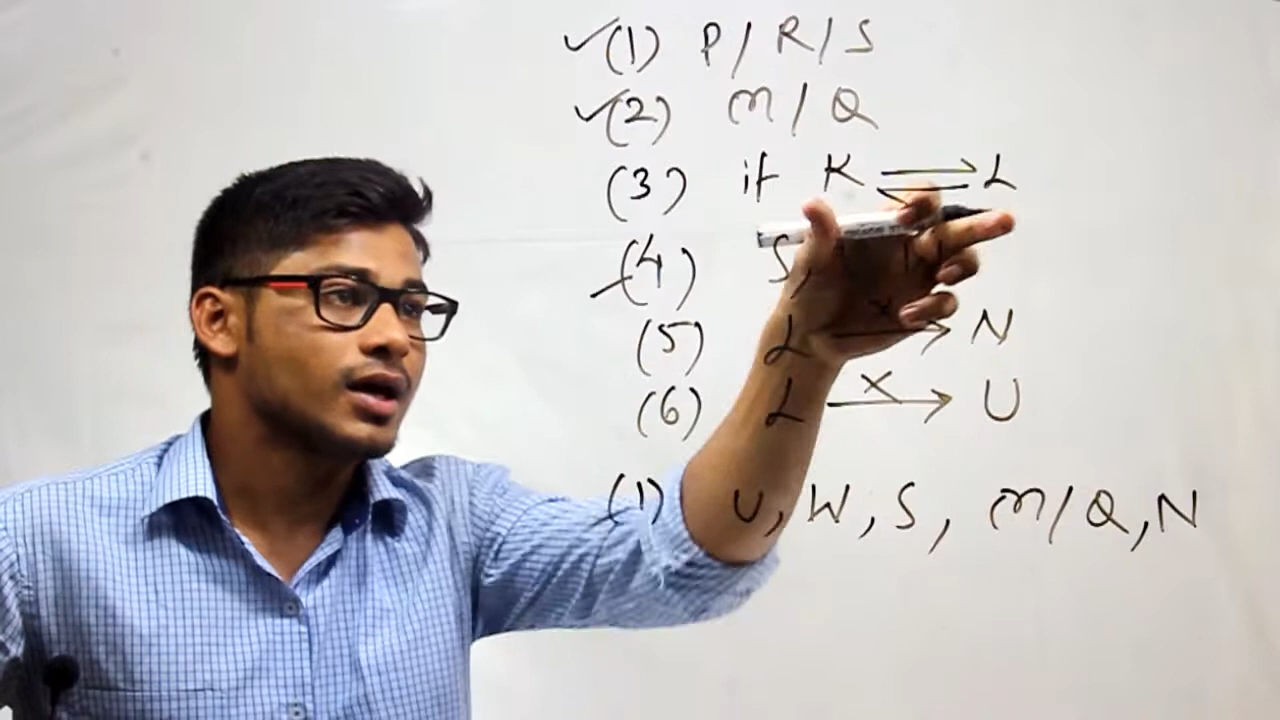 ✓(1) P / R / S
✓(2) M / Q
(3) if K ⇌ L
✓(4) S,
(5) L → N
(6) L -x-> U
(1) U, W, S, M/Q, N